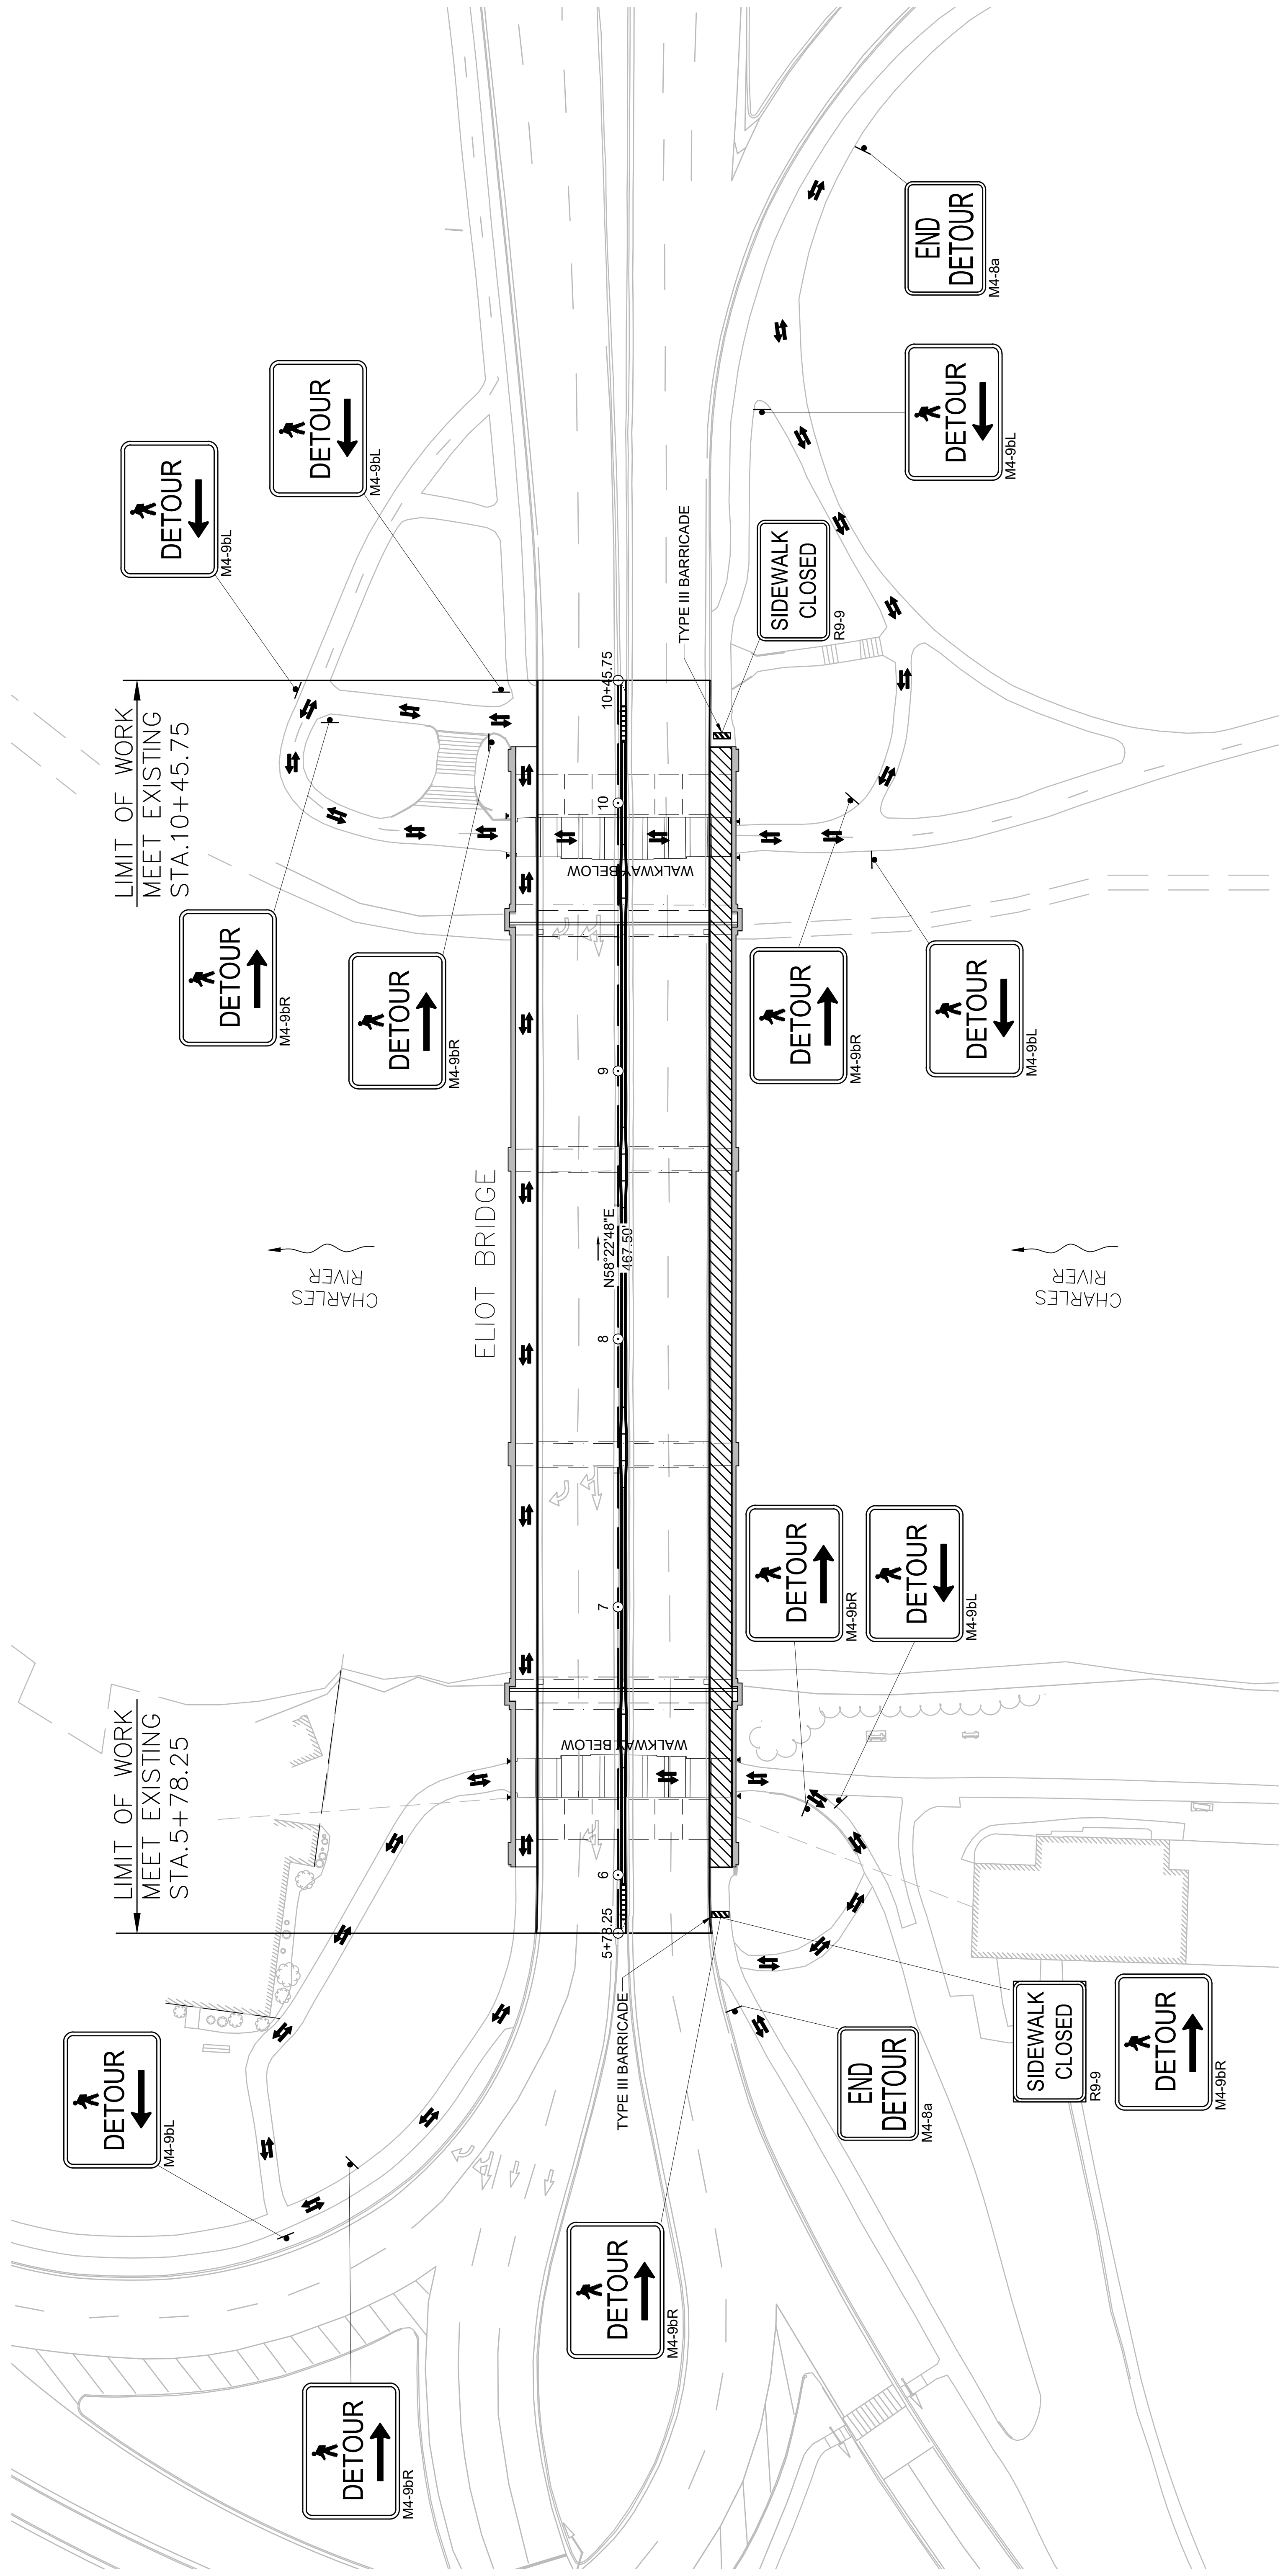 LIMIT OF WORK
MEET EXISTING
STA.5+78.25
LIMIT OF WORK
MEET EXISTING
STA.10+45.75
DETOUR
M4-9bL
DETOUR
M4-9bR
DETOUR
M4-9bL
DETOUR
M4-9bR
DETOUR
M4-9bL
DETOUR
M4-9bR
CHARLES
RIVER
ELIOT BRIDGE
WALKWAY BELOW
WALKWAY BELOW
5+78.25
6
7
8
N58°22'48"E
467.50'
9
10
10+45.75
DETOUR
M4-9bR
TYPE III BARRICADE
TYPE III BARRICADE
END
DETOUR
M4-8a
DETOUR
M4-9bR
DETOUR
M4-9bL
DETOUR
M4-9bR
DETOUR
M4-9bL
SIDEWALK
CLOSED
R9-9
DETOUR
M4-9bL
END
DETOUR
M4-8a
SIDEWALK
CLOSED
R9-9
DETOUR
M4-9bR
CHARLES
RIVER